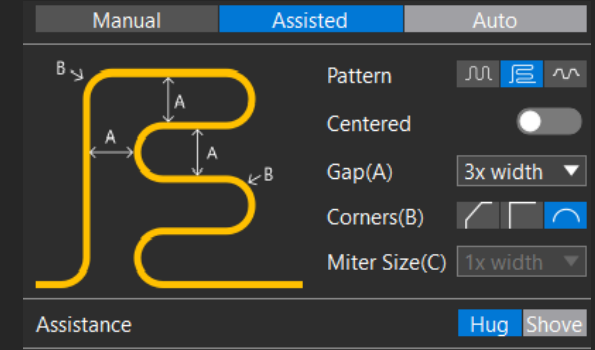 Manual Assisted Auto
B
A
A
A
B
Pattern
Centered
Gap(A) 3x width
Corners(B)
Miter Size(C) 1x width
Assistance Hug Shove